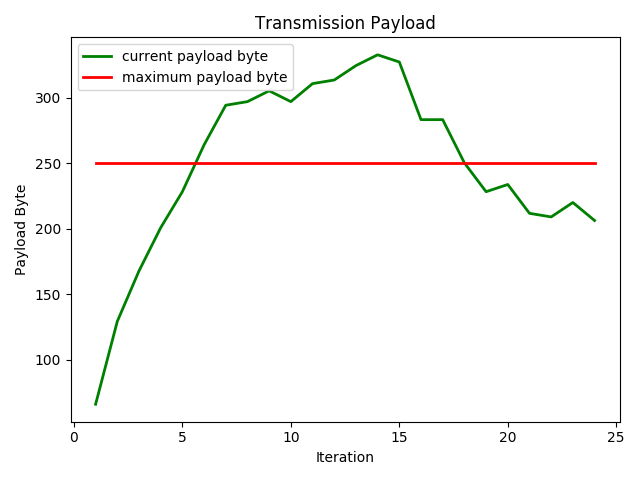 Transmission Payload
current payload byte
maximum payload byte
Payload Byte
300
250
200
150
100
0 5 10 15 20 25
Iteration